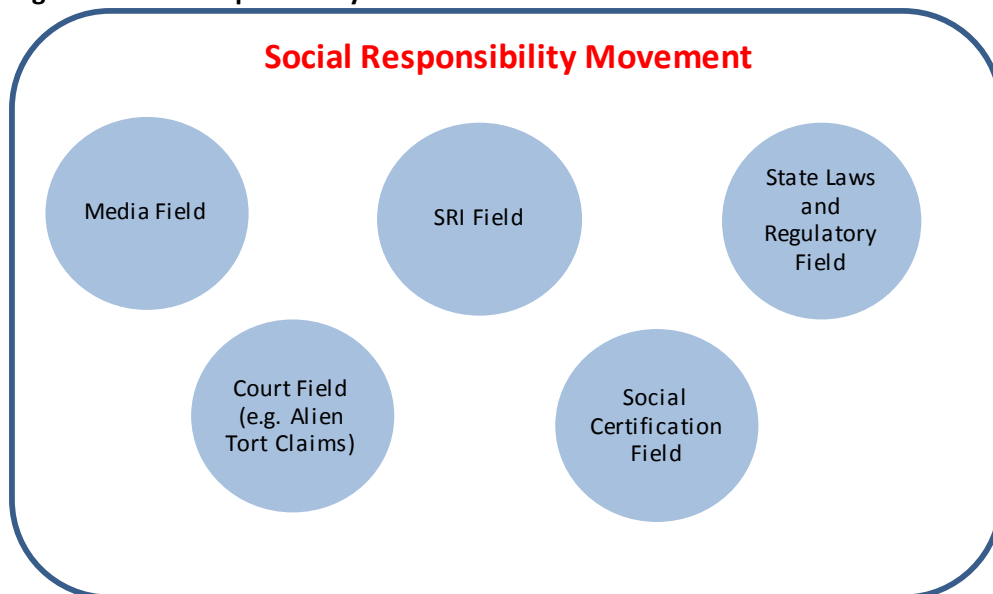 Social Responsibility Movement
Media Field
SRI Field
State Laws
and
Regulatory
Field
Court Field
(e.g. Alien
Tort Claims)
Social
Certification
Field